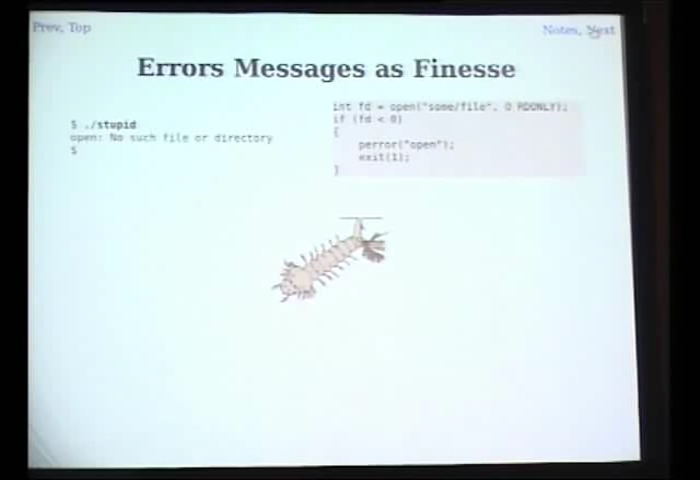 Prev, Top
Notes, Next
Errors Messages as Finesse
$ ./stupid
open: No such file or directory
$
int fd = open("some/file", O_RDONLY);
if (fd < 0)
{
perror("open");
exit(1);
}